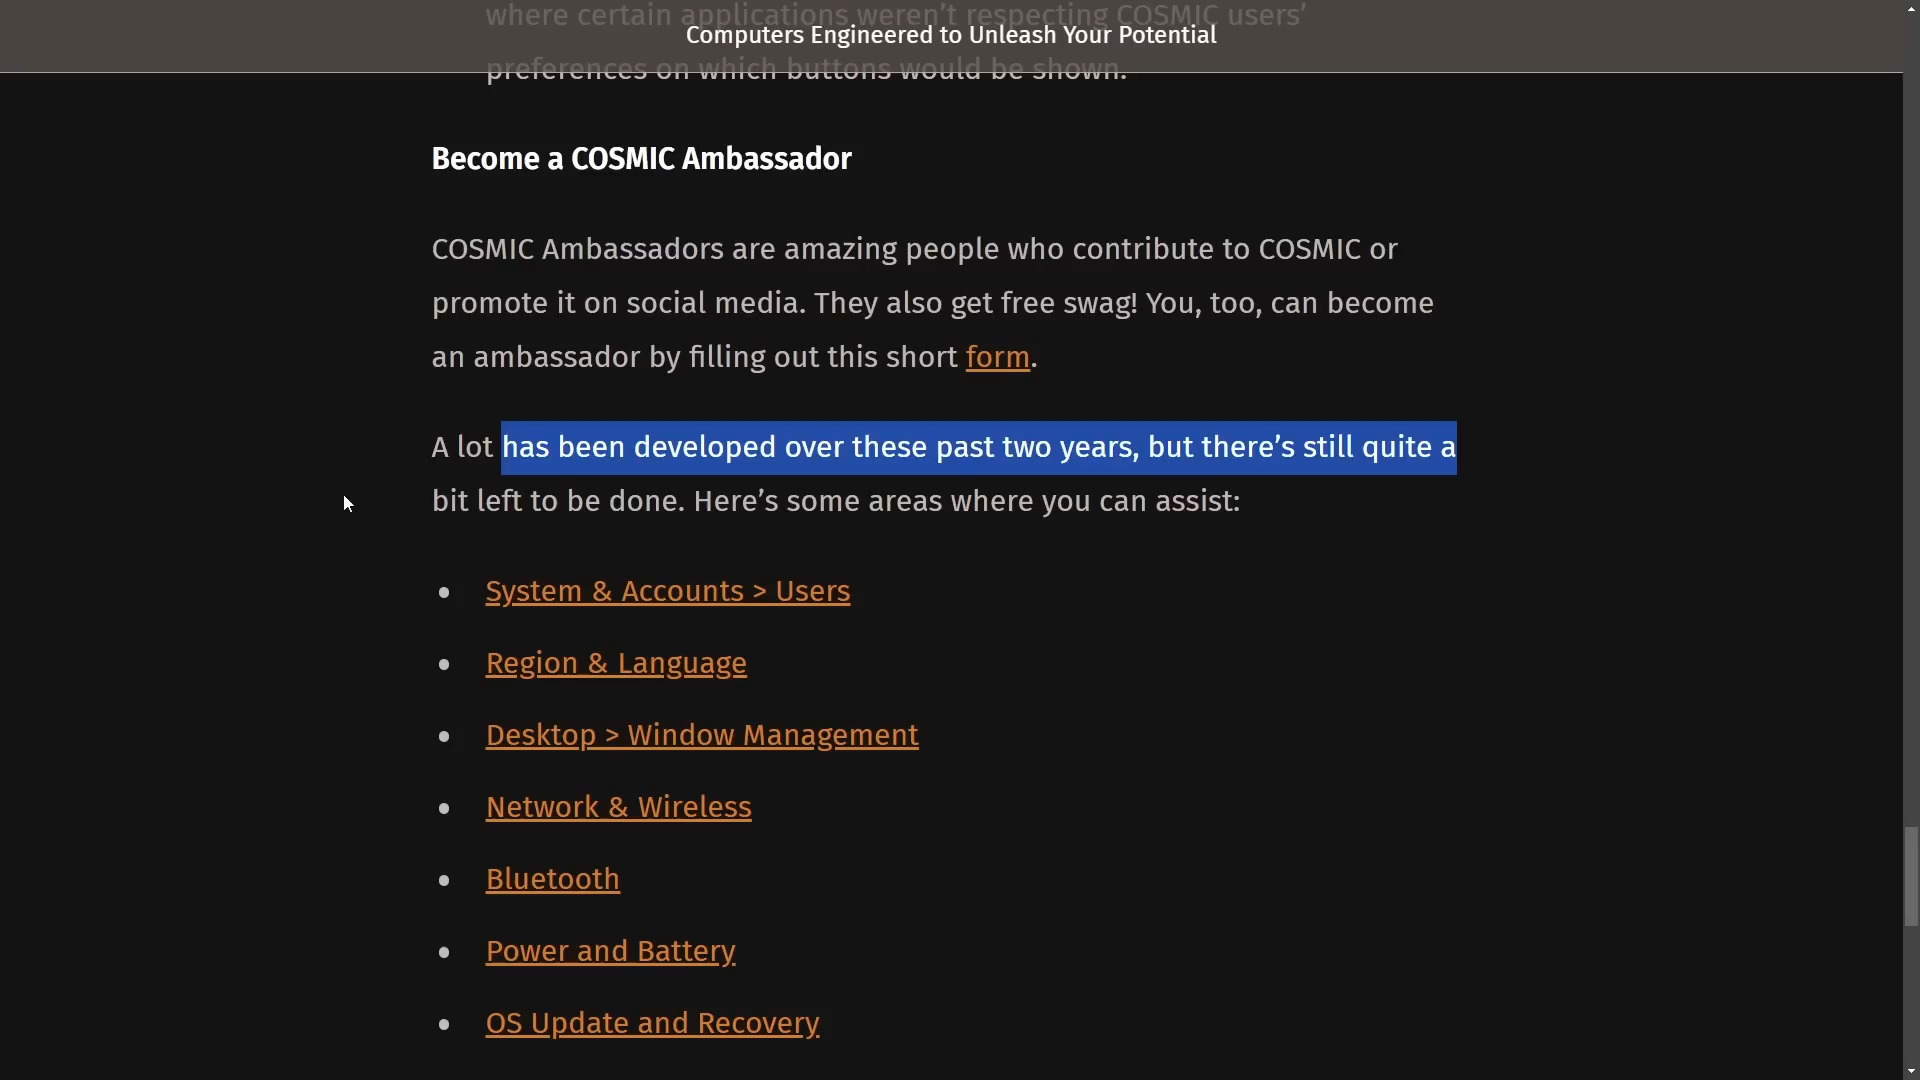 where certain applications weren’t respecting COSMIC users’
Computers Engineered to Unleash Your Potential
preferences on which buttons would be shown.
Become a COSMIC Ambassador
COSMIC Ambassadors are amazing people who contribute to COSMIC or
promote it on social media. They also get free swag! You, too, can become
an ambassador by filling out this short form.
A lot has been developed over these past two years, but there’s still quite a
bit left to be done. Here’s some areas where you can assist:
• System & Accounts > Users
• Region & Language
• Desktop > Window Management
• Network & Wireless
• Bluetooth
• Power and Battery
• OS Update and Recovery